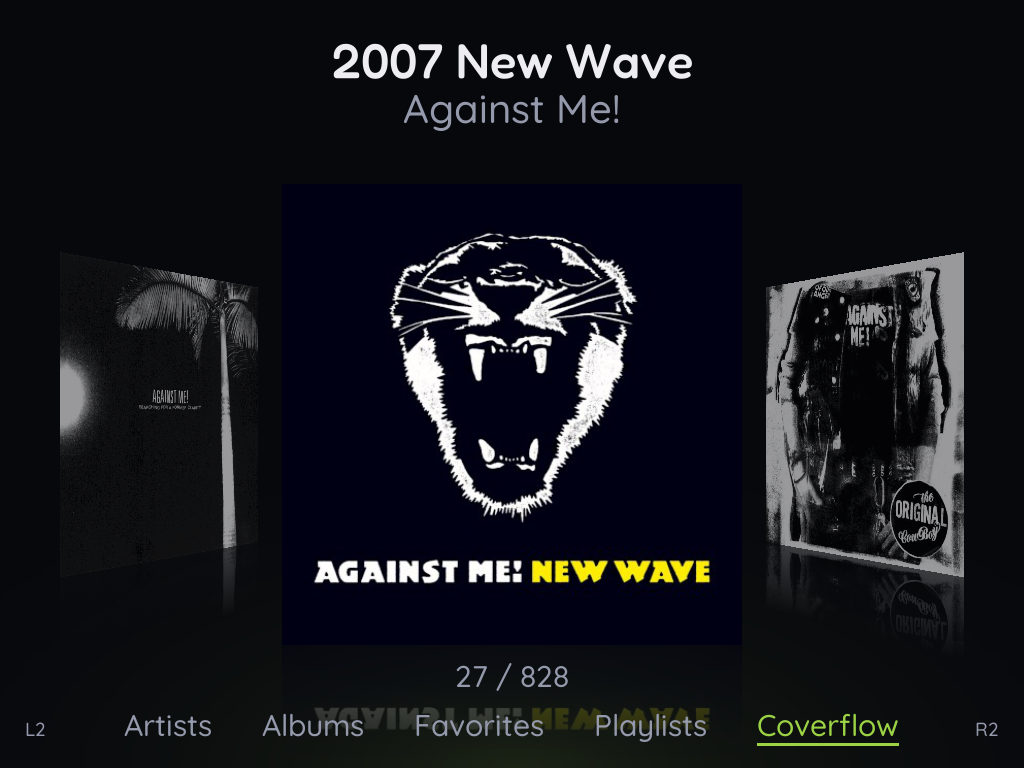 2007 New Wave
Against Me!
AGAINST ME!
AGAINST ME! NEW WAVE
AGAINST
ME!
the
ORIGINAL
CowBoy
27 / 828
L2
Artists
Albums
Favorites
Playlists
Coverflow
R2